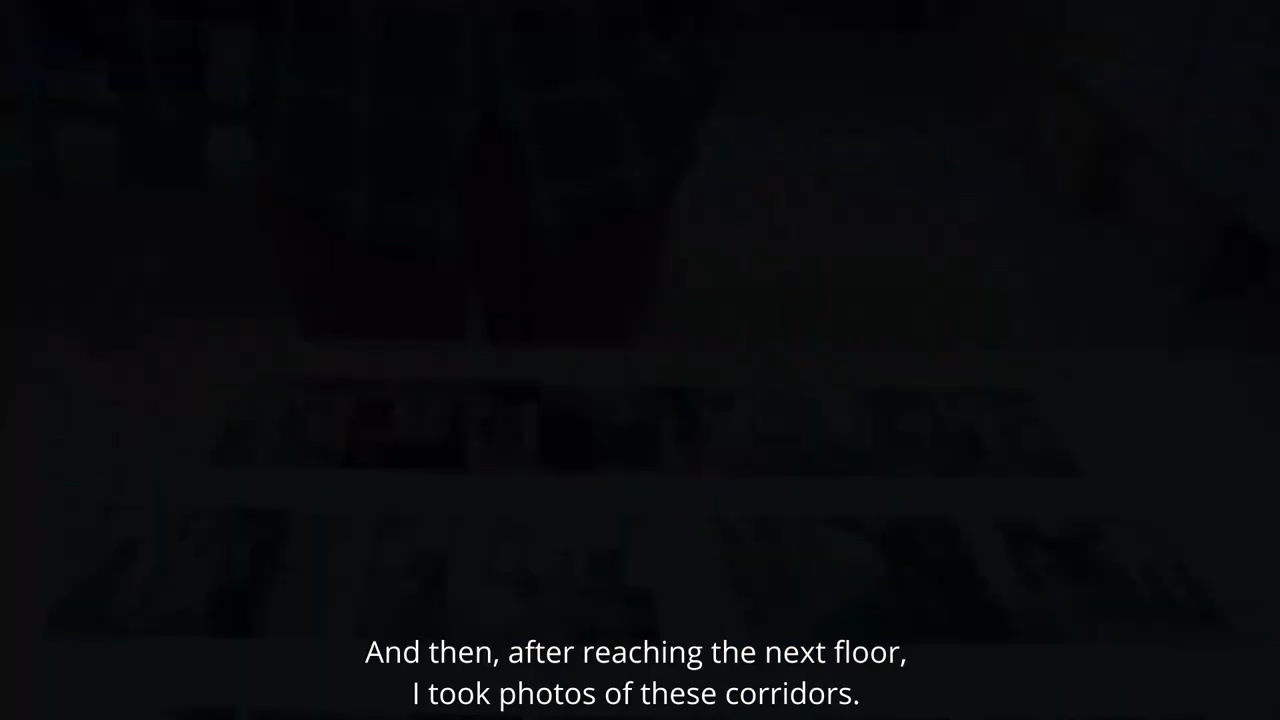 And then, after reaching the next floor,
I took photos of these corridors.